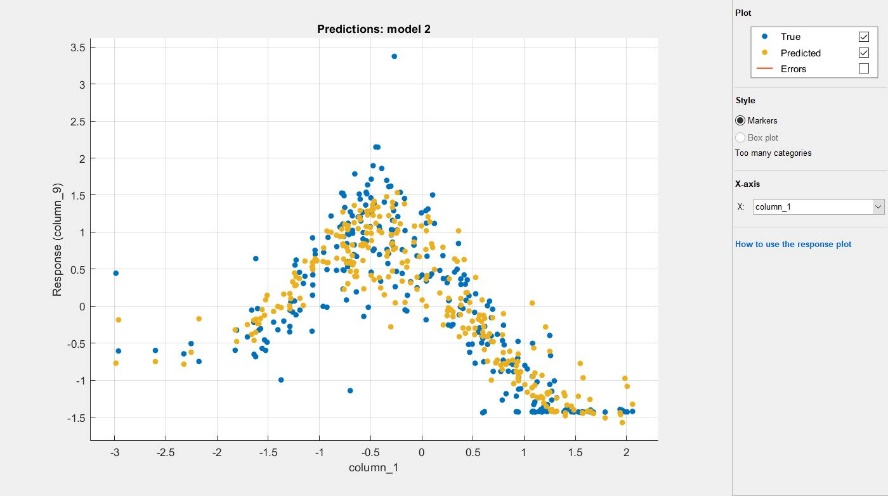 Predictions: model 2
3.5
3
2.5
2
1.5
1
0.5
0
-0.5
-1
-1.5
Response (column_9)
-3
-2.5
-2
-1.5
-1
-0.5
0
0.5
1
1.5
2
column_1
Plot
True
Predicted
Errors
Style
Markers
Box plot
Too many categories
X-axis
X: column_1
How to use the response plot